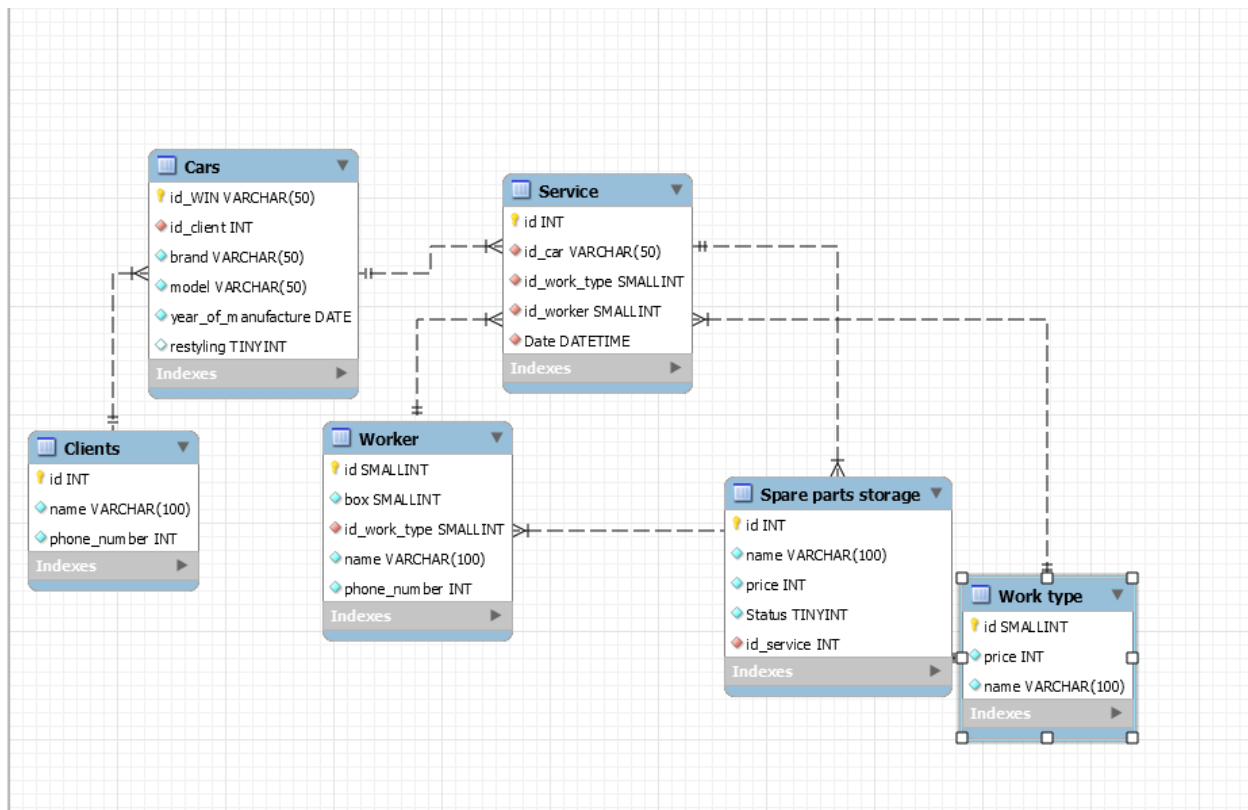 Cars
id_WIN VARCHAR(50)
id_client INT
brand VARCHAR(50)
model VARCHAR(50)
year_of_manufacture DATE
restyling TINYINT
Indexes
Service
id INT
id_car VARCHAR(50)
id_work_type SMALLINT
id_worker SMALLINT
Date DATETIME
Indexes
Clients
id INT
name VARCHAR(100)
phone_number INT
Indexes
Worker
id SMALLINT
box SMALLINT
id_work_type SMALLINT
name VARCHAR(100)
phone_number INT
Indexes
Spare parts storage
id INT
name VARCHAR(100)
price INT
Status TINYINT
id_service INT
Indexes
Work type
id SMALLINT
price INT
name VARCHAR(100)
Indexes